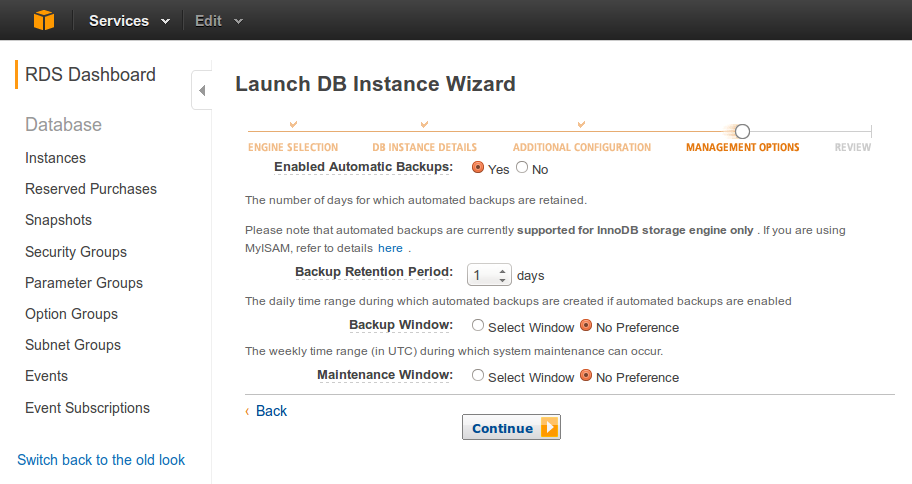 Services Edit
RDS Dashboard
Database
Instances
Reserved Purchases
Snapshots
Security Groups
Parameter Groups
Option Groups
Subnet Groups
Events
Event Subscriptions
Switch back to the old look
Launch DB Instance Wizard
ENGINE SELECTION DB INSTANCE DETAILS ADDITIONAL CONFIGURATION MANAGEMENT OPTIONS REVIEW
Enabled Automatic Backups: Yes No
The number of days for which automated backups are retained.
Please note that automated backups are currently supported for InnoDB storage engine only . If you are using
MyISAM, refer to details here .
Backup Retention Period: 1 days
The daily time range during which automated backups are created if automated backups are enabled
Backup Window: Select Window No Preference
The weekly time range (in UTC) during which system maintenance can occur.
Maintenance Window: Select Window No Preference
‹ Back
Continue